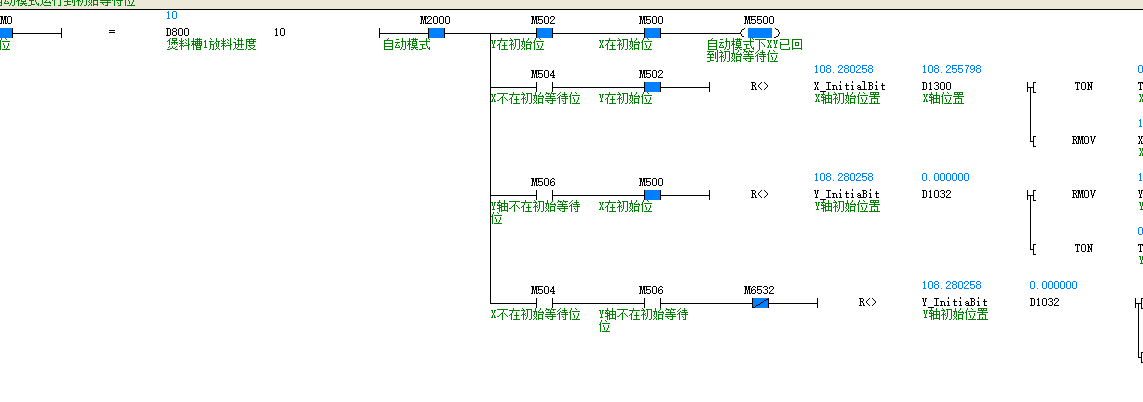 自动模式运行到初始等待位
10
M0 M2000 M502 M500 M5500
= D800 10
位 煲料槽1放料进度 自动模式 Y在初始位 X在初始位 自动模式下XY已回
到初始等待位
108.280258 108.255798 0
M504 M502
R<> X_InitialBit D1300 TON T
X不在初始等待位 Y在初始位 X轴初始位置 X轴位置
1
RMOV X
X
108.280258 0.000000 1
M506 M500
R<> Y_InitiaBit D1032 RMOV Y
Y轴不在初始等待 X在初始位 Y轴初始位置 Y
位
0
TON T
Y
108.280258 0.000000
M504 M506 M6532
R<> Y_InitiaBit D1032
X不在初始等待位 Y轴不在初始等待 Y轴初始位置
位